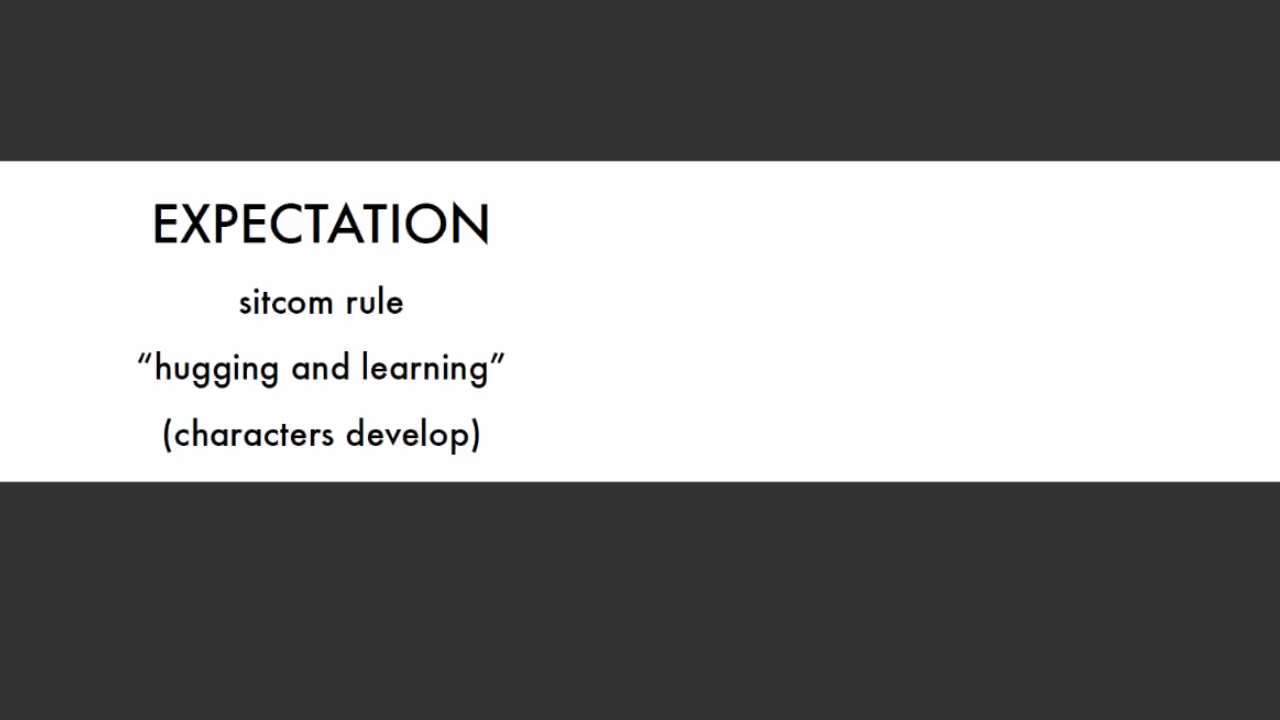 EXPECTATION
sitcom rule
“hugging and learning”
(characters develop)